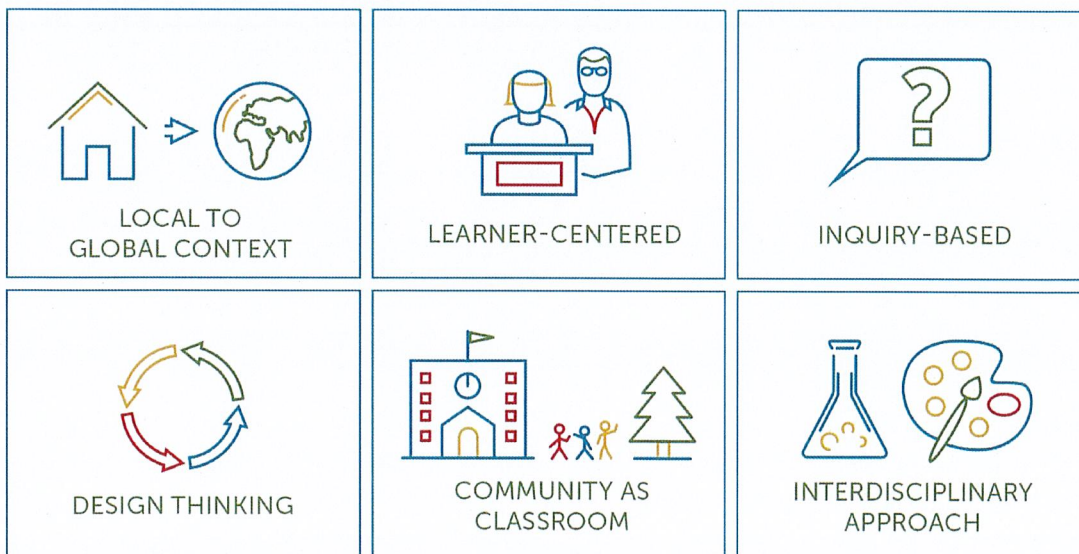 LOCAL TO
GLOBAL CONTEXT
LEARNER-CENTERED
INQUIRY-BASED
DESIGN THINKING
COMMUNITY AS
CLASSROOM
INTERDISCIPLINARY
APPROACH